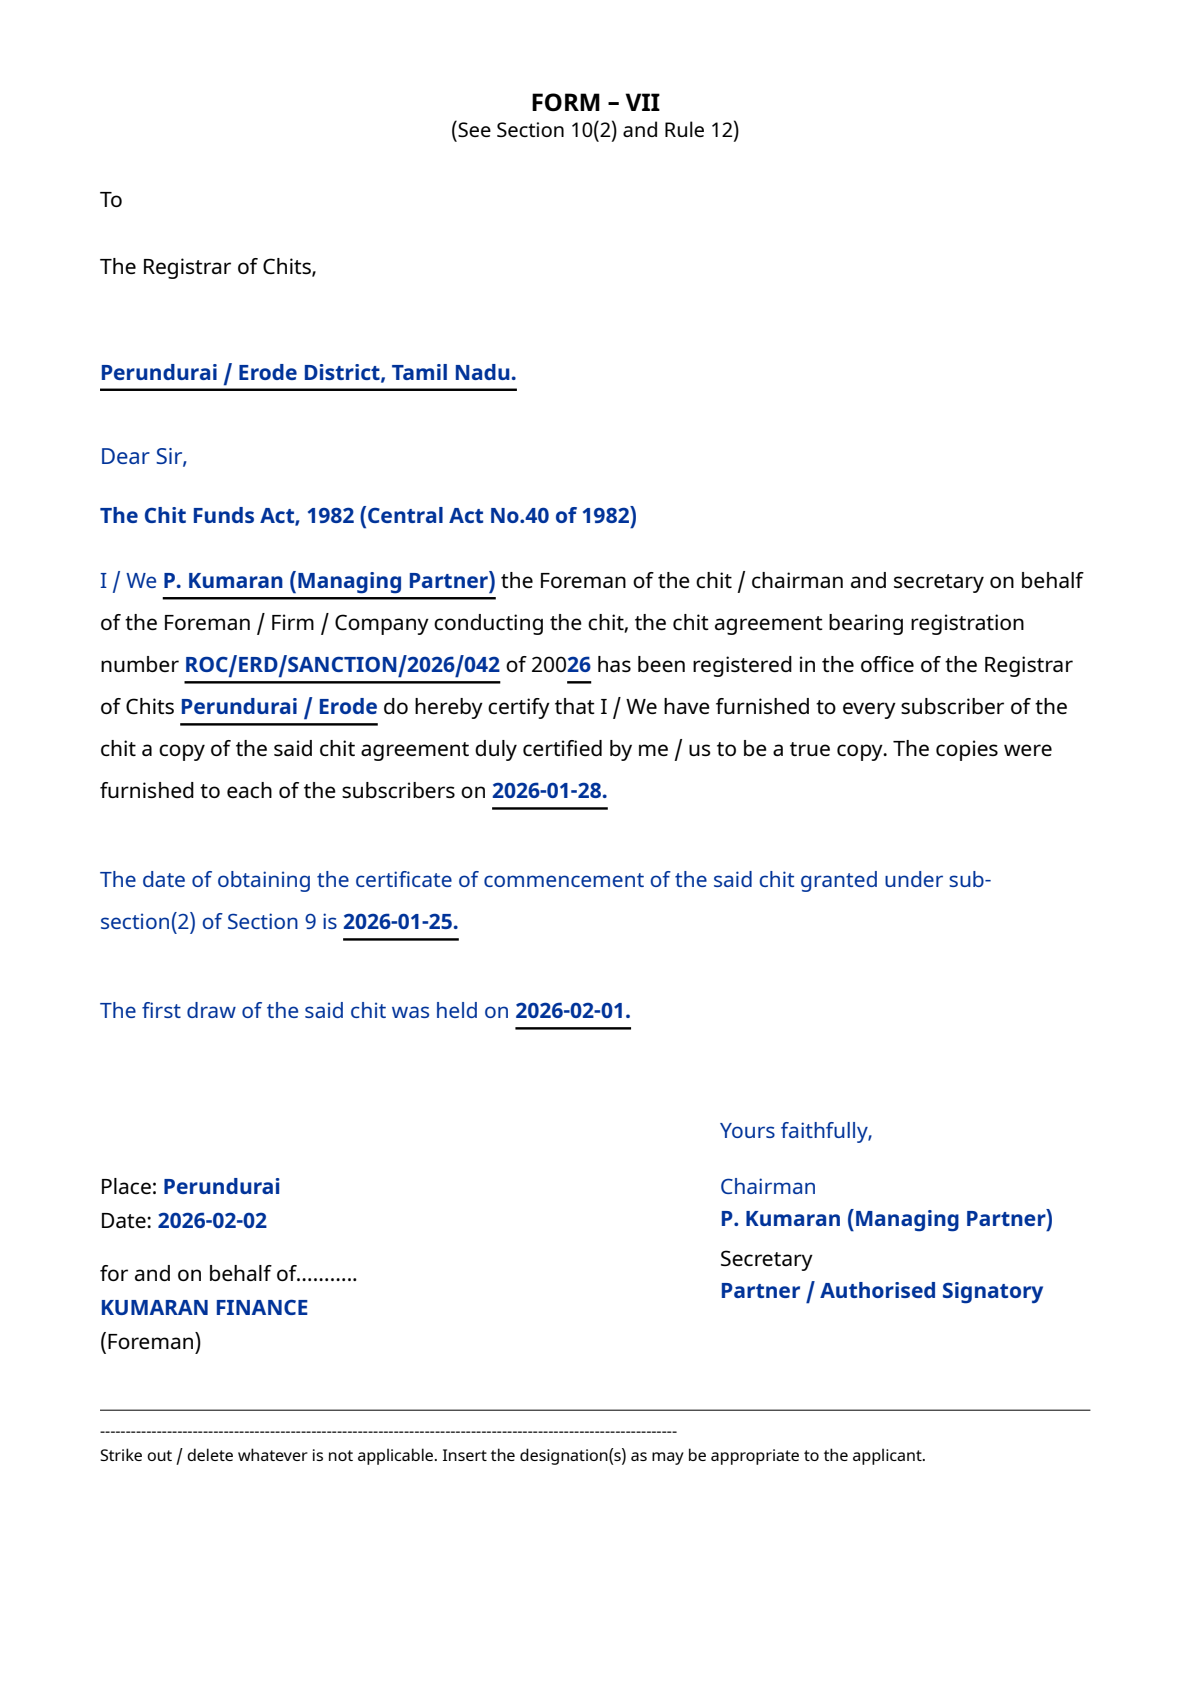 FORM – VII
(See Section 10(2) and Rule 12)
To
The Registrar of Chits,
Perundurai / Erode District, Tamil Nadu.
Dear Sir,
The Chit Funds Act, 1982 (Central Act No.40 of 1982)
I / We P. Kumaran (Managing Partner) the Foreman of the chit / chairman and secretary on behalf
of the Foreman / Firm / Company conducting the chit, the chit agreement bearing registration
number ROC/ERD/SANCTION/2026/042 of 20026 has been registered in the office of the Registrar
of Chits Perundurai / Erode do hereby certify that I / We have furnished to every subscriber of the
chit a copy of the said chit agreement duly certified by me / us to be a true copy. The copies were
furnished to each of the subscribers on 2026-01-28.
The date of obtaining the certificate of commencement of the said chit granted under sub-
section(2) of Section 9 is 2026-01-25.
The first draw of the said chit was held on 2026-02-01.
Yours faithfully,
Place: Perundurai
Date: 2026-02-02
for and on behalf of...........
KUMARAN FINANCE
(Foreman)
Chairman
P. Kumaran (Managing Partner)
Secretary
Partner / Authorised Signatory
----------------------------------------------------------------------------------------------------------------
Strike out / delete whatever is not applicable. Insert the designation(s) as may be appropriate to the applicant.